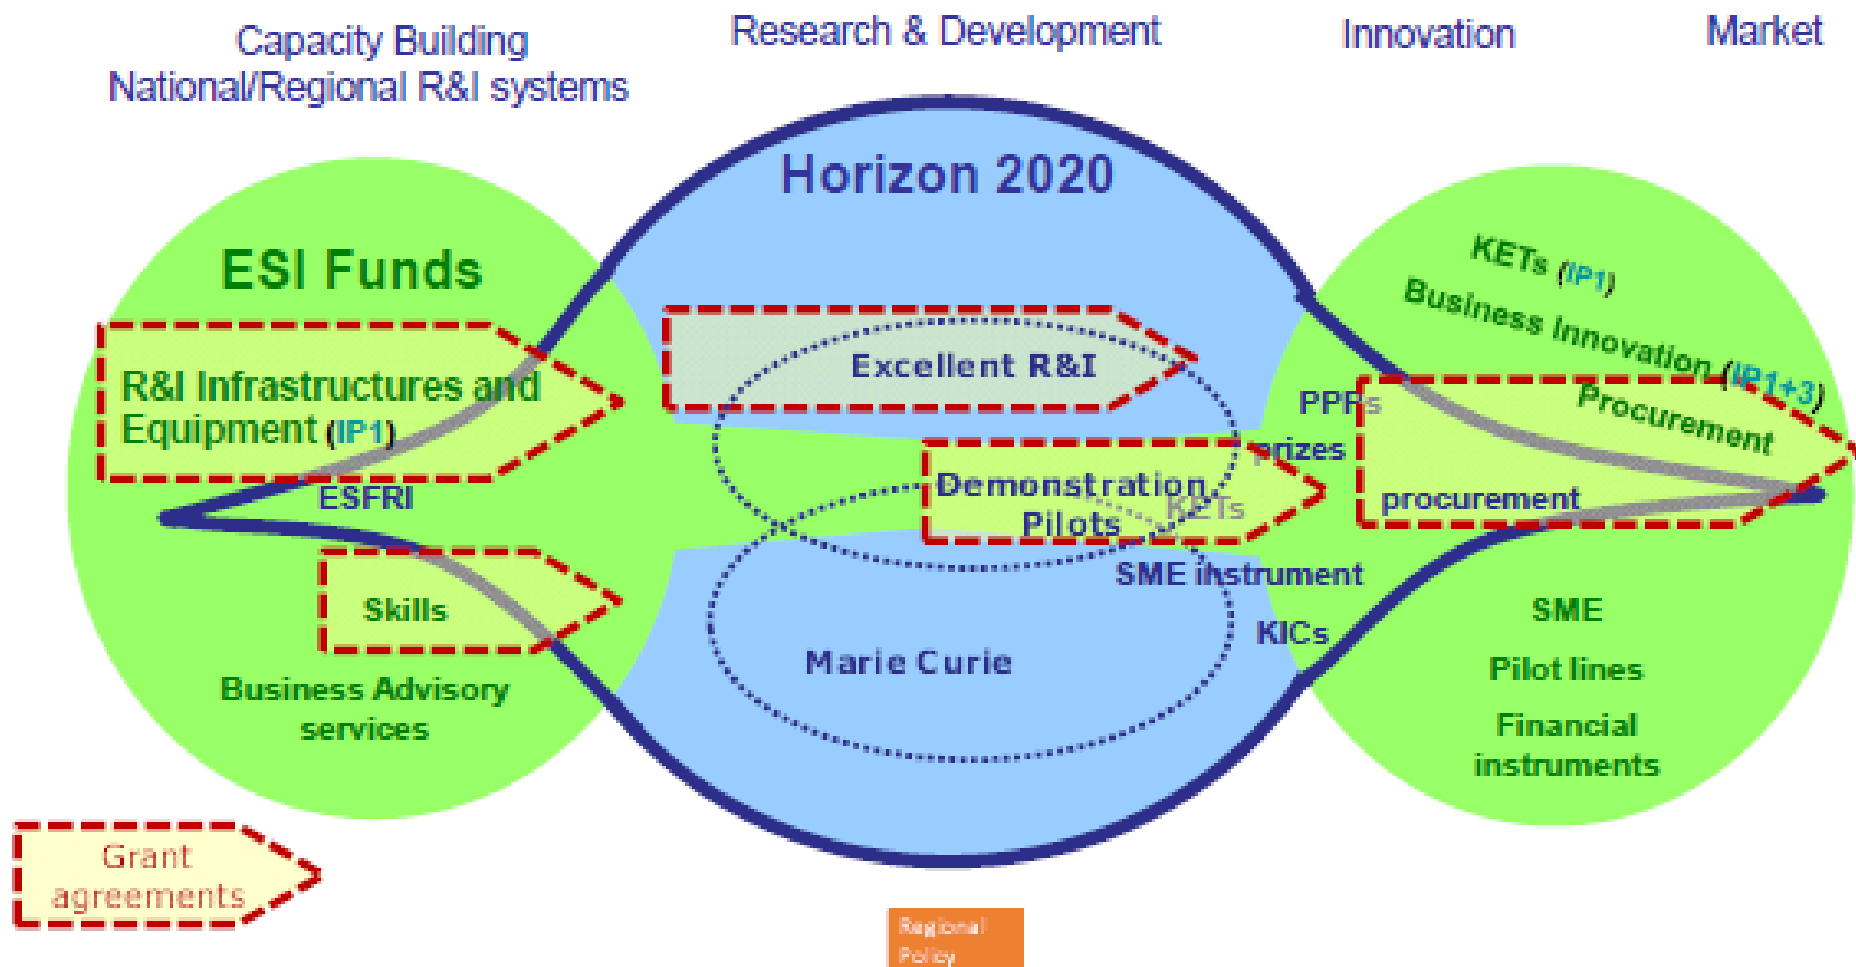 Capacity Building
National/Regional R&I systems
Research & Development
Innovation
Market
Horizon 2020
ESI Funds
R&I Infrastructures and
Equipment (IP1)
ESFRI
Skills
Business Advisory
services
Excellent R&I
Demonstration
Pilots
KETs
Marie Curie
PPPs
prizes
SME instrument
KICs
KETs (IP1)
Business Innovation (IP1+3)
Procurement
procurement
SME
Pilot lines
Financial
instruments
Grant
agreements
Regional
Policy